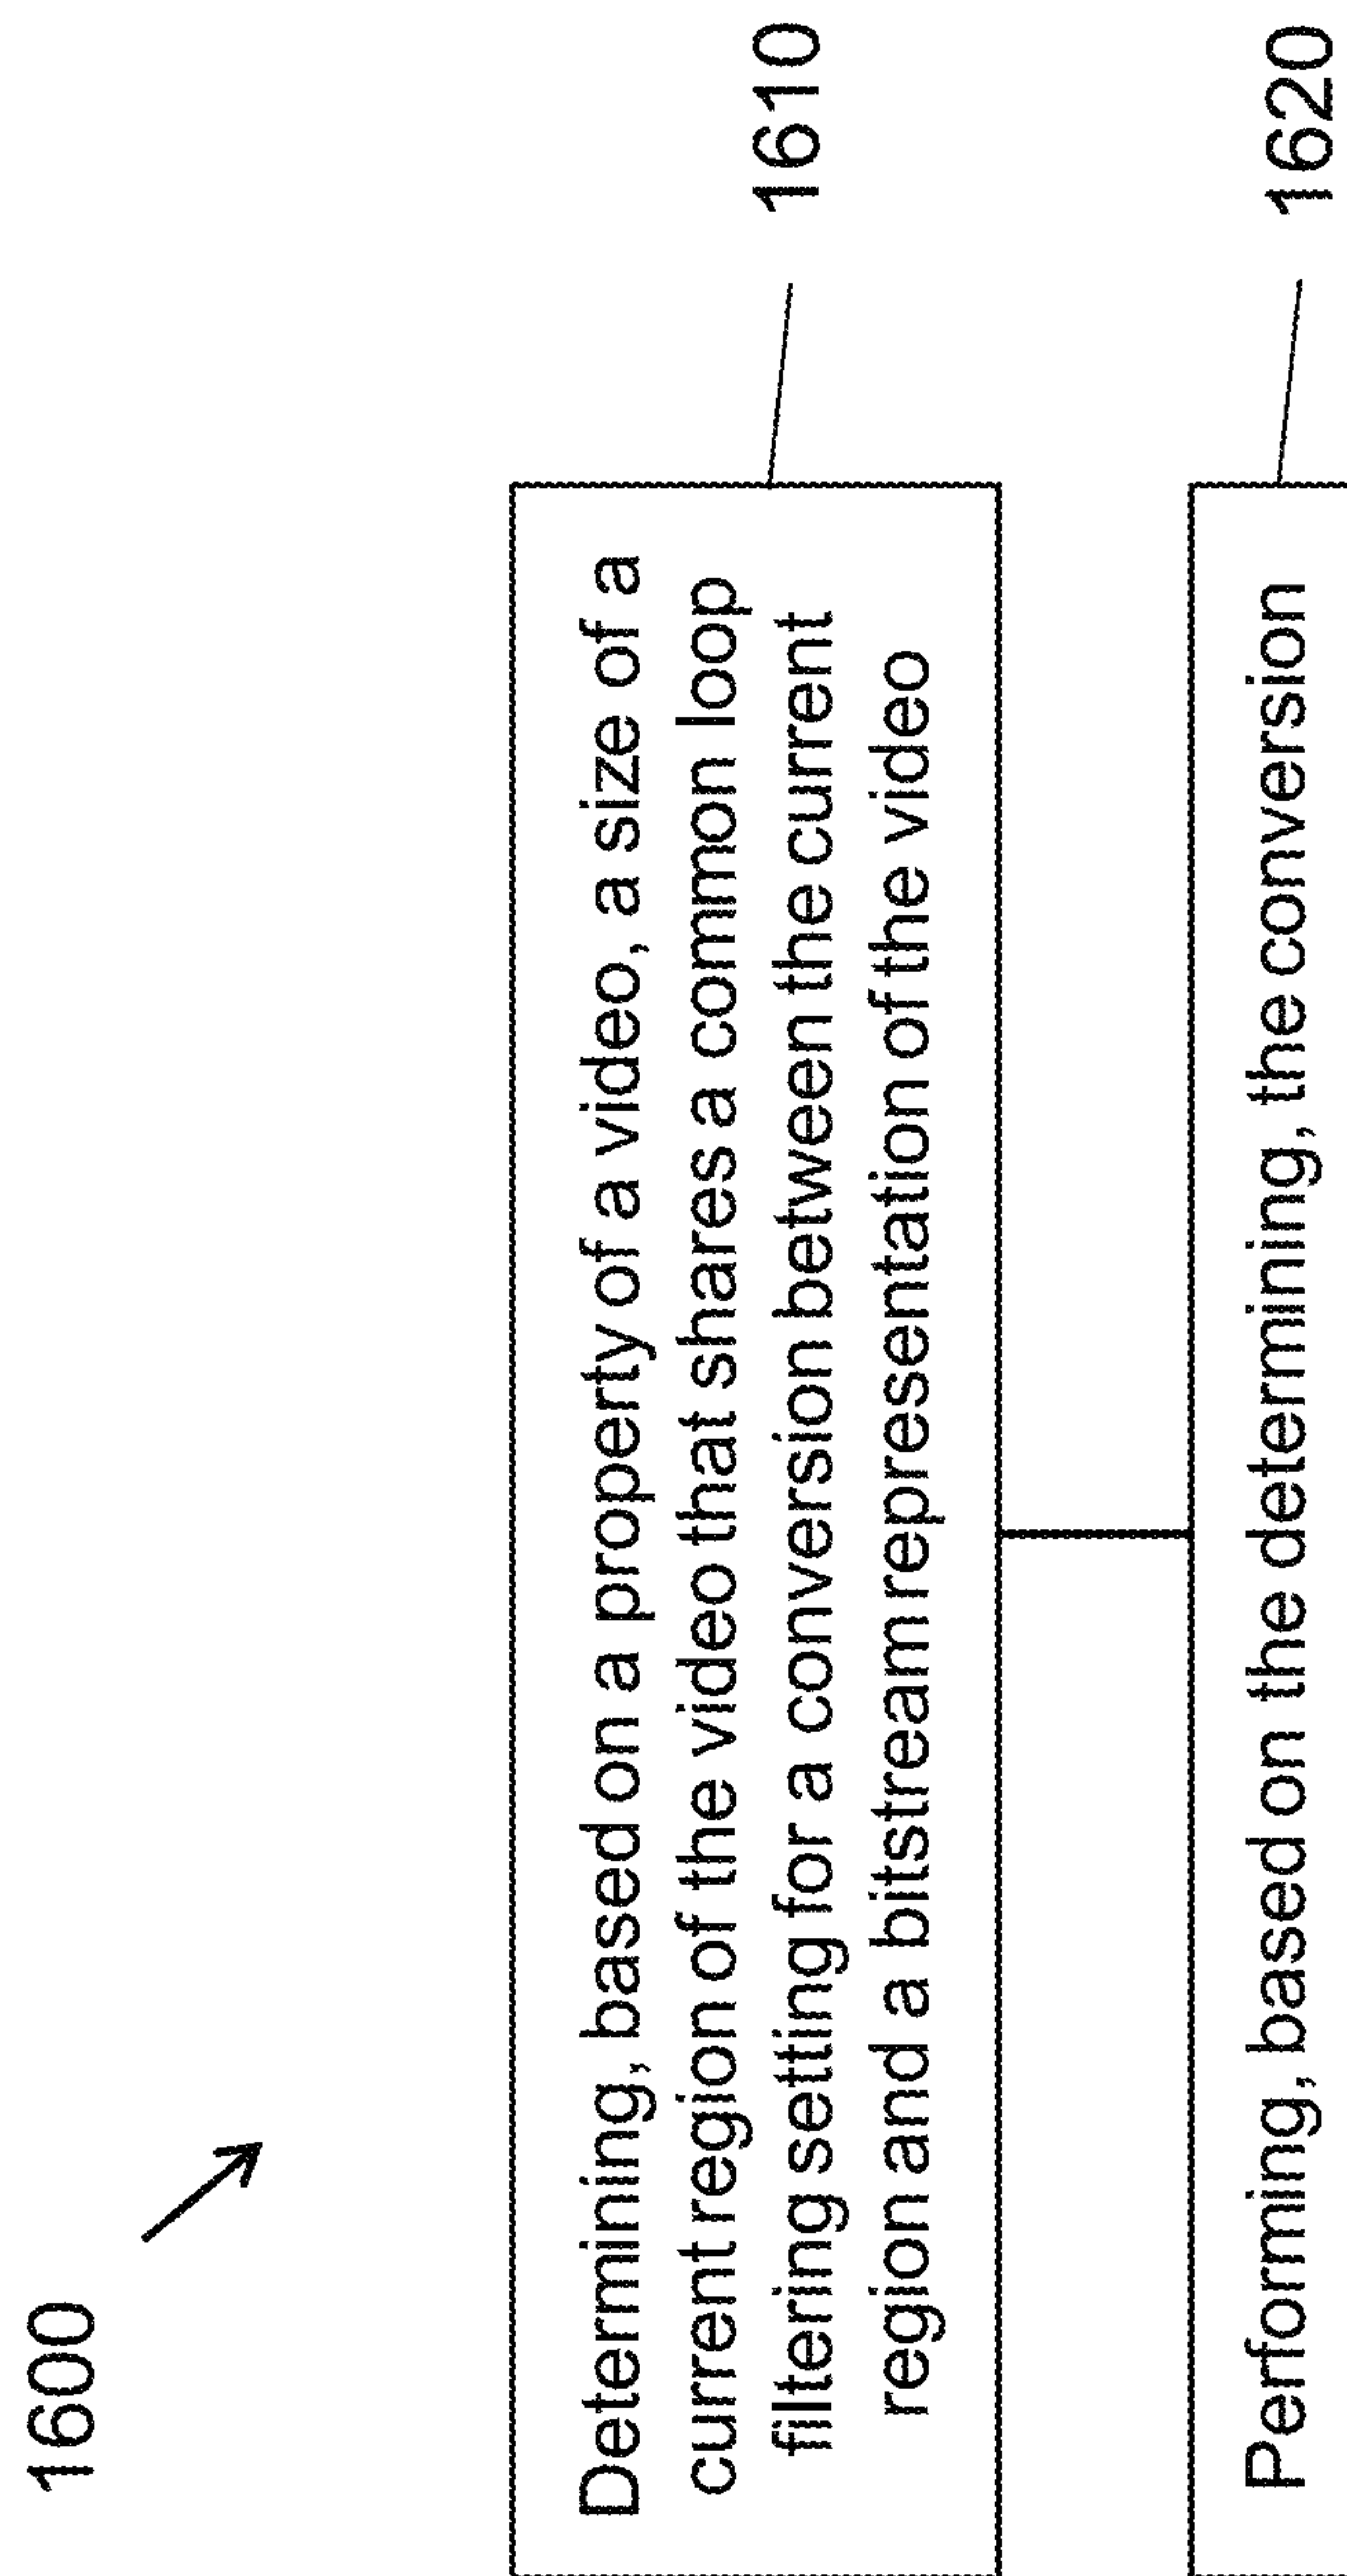 1600
Determining, based on a property of a video, a size of a
current region of the video that shares a common loop
filtering setting for a conversion between the current
region and a bitstream representation of the video
1610
Performing, based on the determining, the conversion
1620